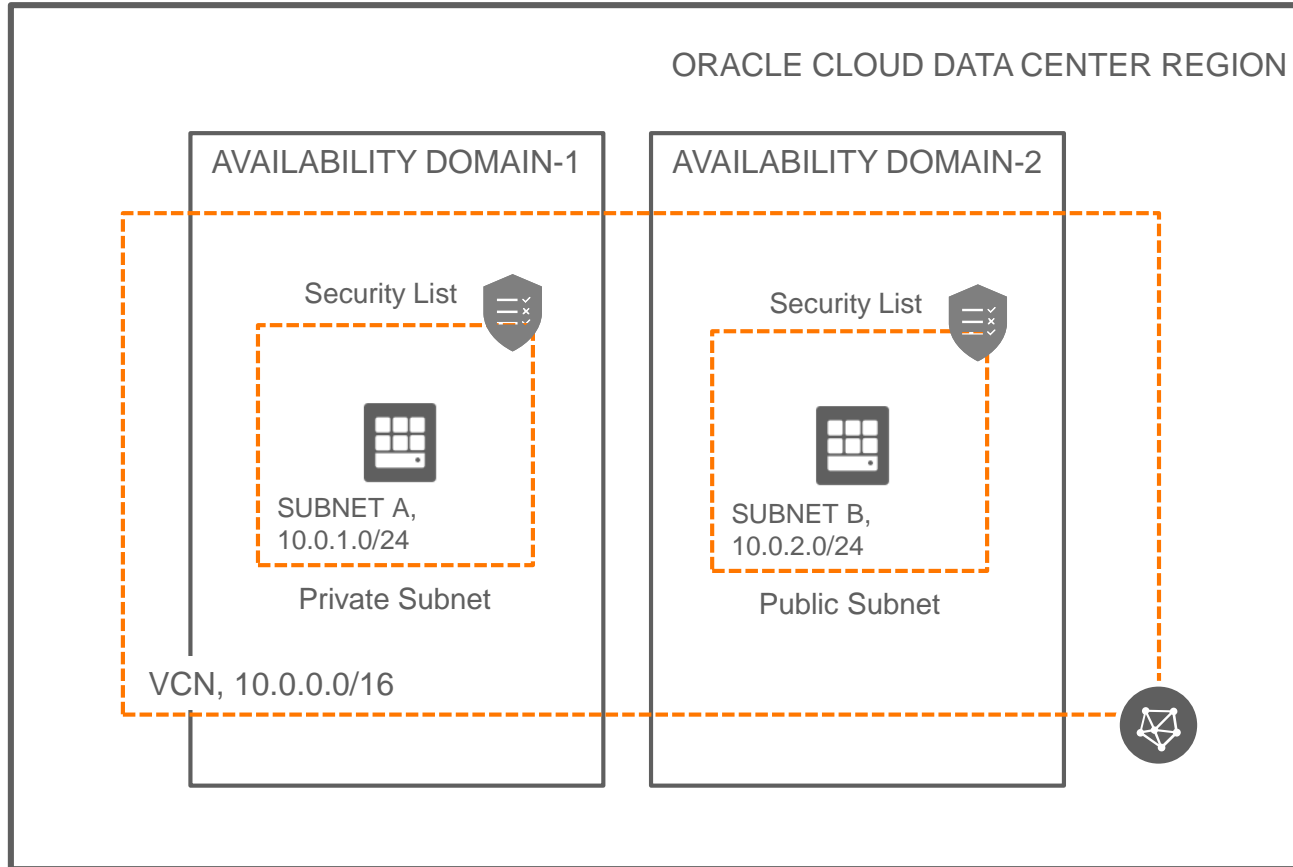 ORACLE CLOUD DATA CENTER REGION
AVAILABILITY DOMAIN-1
AVAILABILITY DOMAIN-2
Security List
Security List
SUBNET A,
10.0.1.0/24
SUBNET B,
10.0.2.0/24
Private Subnet
Public Subnet
VCN, 10.0.0.0/16